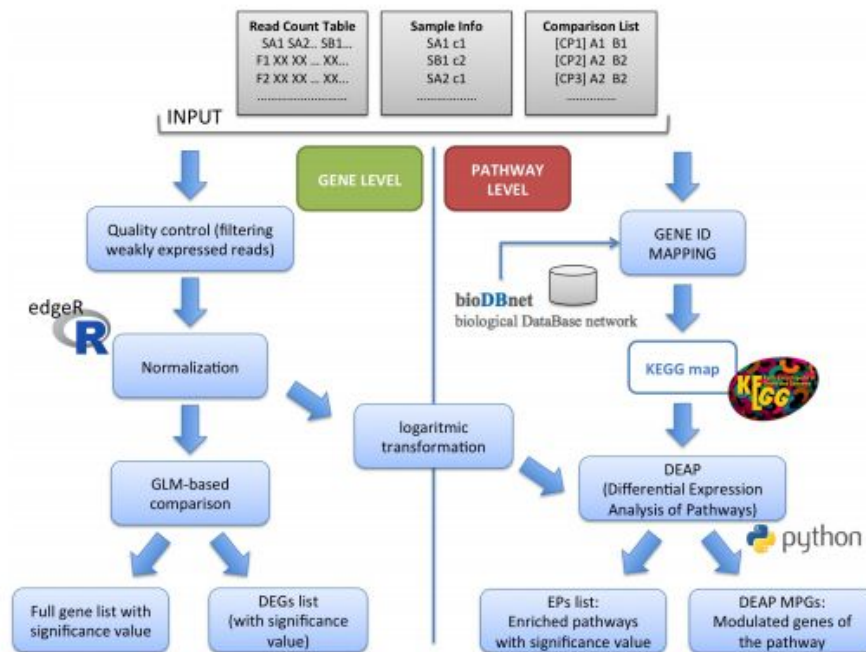 Read Count Table
SA1 SA2.. SB1...
F1 XX XX ... XX...
F2 XX XX ... XX...
............................
Sample Info
SA1 c1
SB1 c2
SA2 c1
...................
Comparison List
[CP1] A1 B1
[CP2] A2 B2
[CP3] A2 B2
...............
INPUT
GENE LEVEL
PATHWAY
LEVEL
Quality control (filtering
weakly expressed reads)
GENE ID
MAPPING
bioDBnet
biological DataBase network
edgeR
R
Normalization
KEGG map
KEGG
logaritmic
transformation
GLM-based
comparison
DEAP
(Differential Expression
Analysis of Pathways)
python
Full gene list with
significance value
DEGs list
(with significance
value)
EPs list:
Enriched pathways
with significance value
DEAP MPGs:
Modulated genes of
the pathway